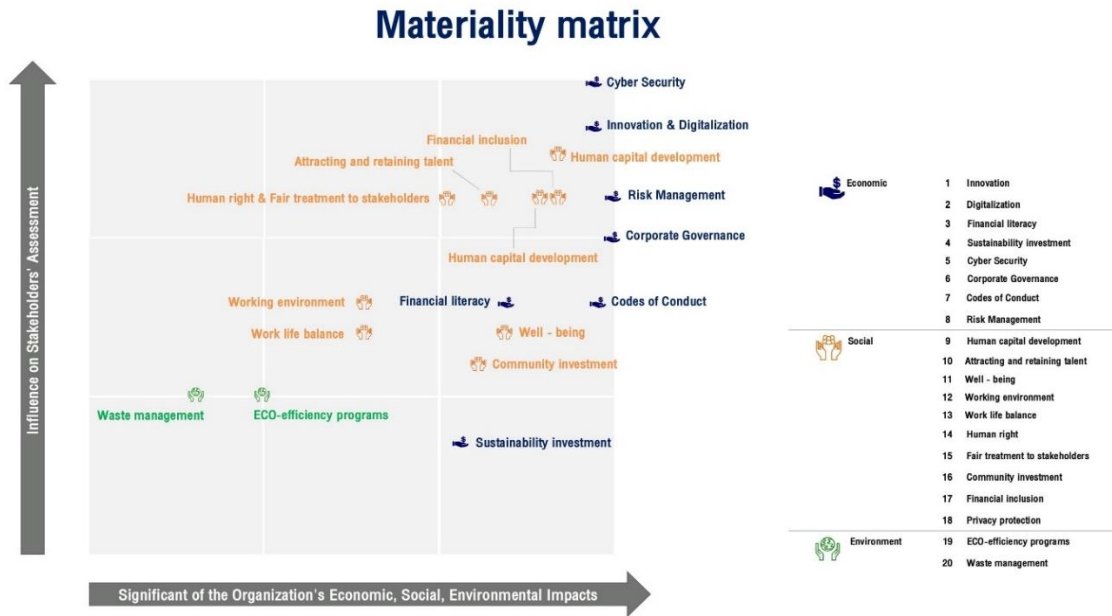 Materiality matrix
Influence on Stakeholders' Assessment
Cyber Security
Innovation & Digitalization
Financial inclusion
Human capital development
Attracting and retaining talent
Human right & Fair treatment to stakeholders
Risk Management
Corporate Governance
Human capital development
Working environment
Financial literacy
Codes of Conduct
Work life balance
Well - being
Community investment
Waste management
ECO-efficiency programs
Sustainability investment
Significant of the Organization's Economic, Social, Environmental Impacts
Economic
1 Innovation
2 Digitalization
3 Financial literacy
4 Sustainability investment
5 Cyber Security
6 Corporate Governance
7 Codes of Conduct
8 Risk Management
Social
9 Human capital development
10 Attracting and retaining talent
11 Well - being
12 Working environment
13 Work life balance
14 Human right
15 Fair treatment to stakeholders
16 Community investment
17 Financial inclusion
18 Privacy protection
Environment
19 ECO-efficiency programs
20 Waste management